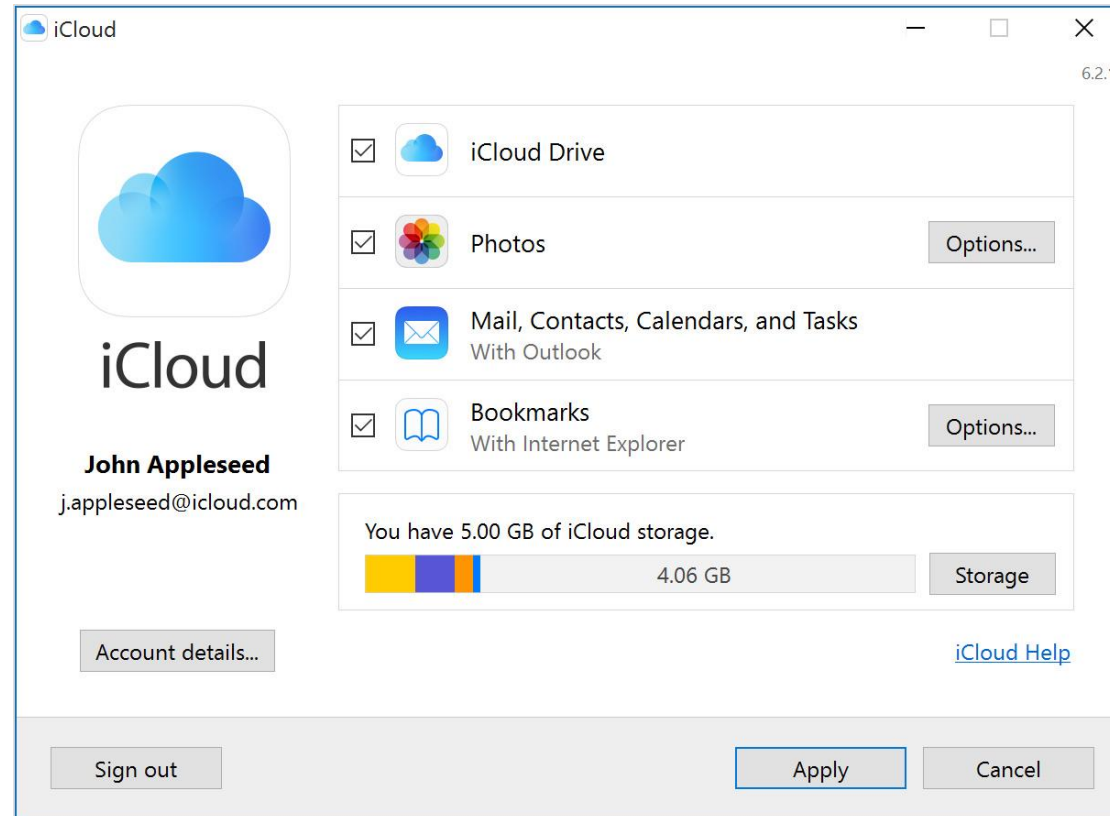 iCloud
6.2.1
iCloud Drive
Photos
Options...
Mail, Contacts, Calendars, and Tasks
With Outlook
Bookmarks
With Internet Explorer
Options...
iCloud
John Appleseed
j.appleseed@icloud.com
You have 5.00 GB of iCloud storage.
4.06 GB
Storage
Account details...
iCloud Help
Sign out
Apply
Cancel